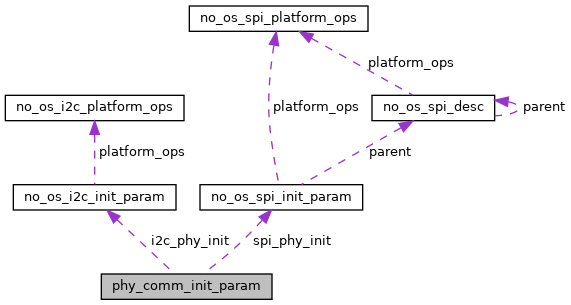 no_os_spi_platform_ops
platform_ops
no_os_i2c_platform_ops
platform_ops
no_os_spi_desc
parent
platform_ops
parent
no_os_i2c_init_param
no_os_spi_init_param
i2c_phy_init
spi_phy_init
phy_comm_init_param